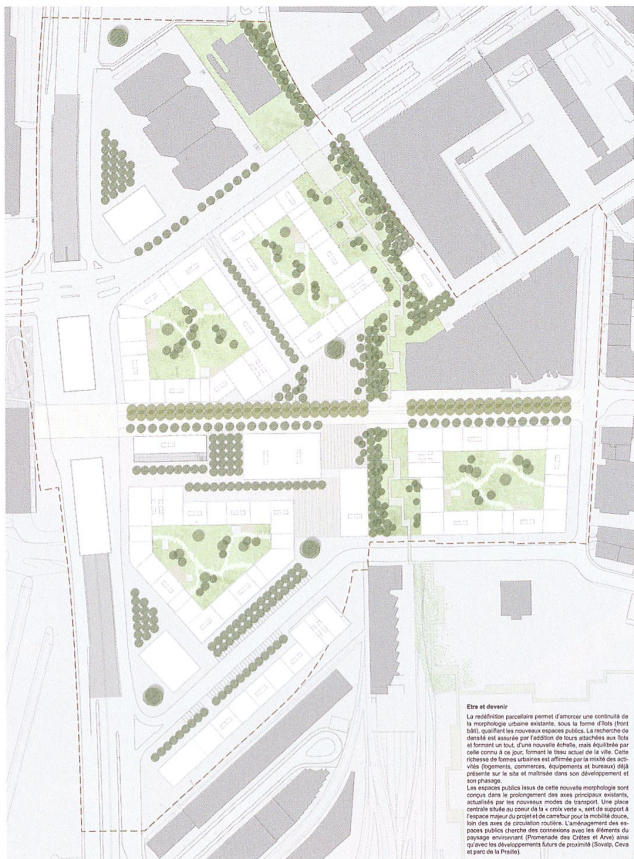 Etre et devenir
La redéfinition parcellaire permet d'amorcer une continuité de
la morphologie urbaine existante, sous la forme d'îlots (front
bâti), qualifiant les nouveaux espaces publics. La recherche de
densité est assurée par l'addition de tours attachées aux îlots
et formant un tout, d'une nouvelle échelle, mais équilibrée par
celle connu à ce jour, formant le tissu actuel de la ville. Cette
richesse de formes urbaines est affirmée par la mixité des acti-
vités (logements, commerces, équipements et bureaux) déjà
présente sur le site et maîtrisée dans son développement et
son phasage.
Les espaces publics issus de cette nouvelle morphologie sont
conçus dans le prolongement des axes principaux existants,
actualisés par les nouveaux modes de transport. Une place
centrale située au coeur de la « croix verte », sert de support à
l'espace majeur du projet et de carrefour pour la mobilité douce,
loin des axes de circulation routière. L'aménagement des es-
paces publics cherche des connexions avec les éléments du
paysage environnant (Promenade des Crêtes et Arve) ainsi
qu'avec les développements futurs de proximité (Sovalp, Ceva
et parc de la Praille).